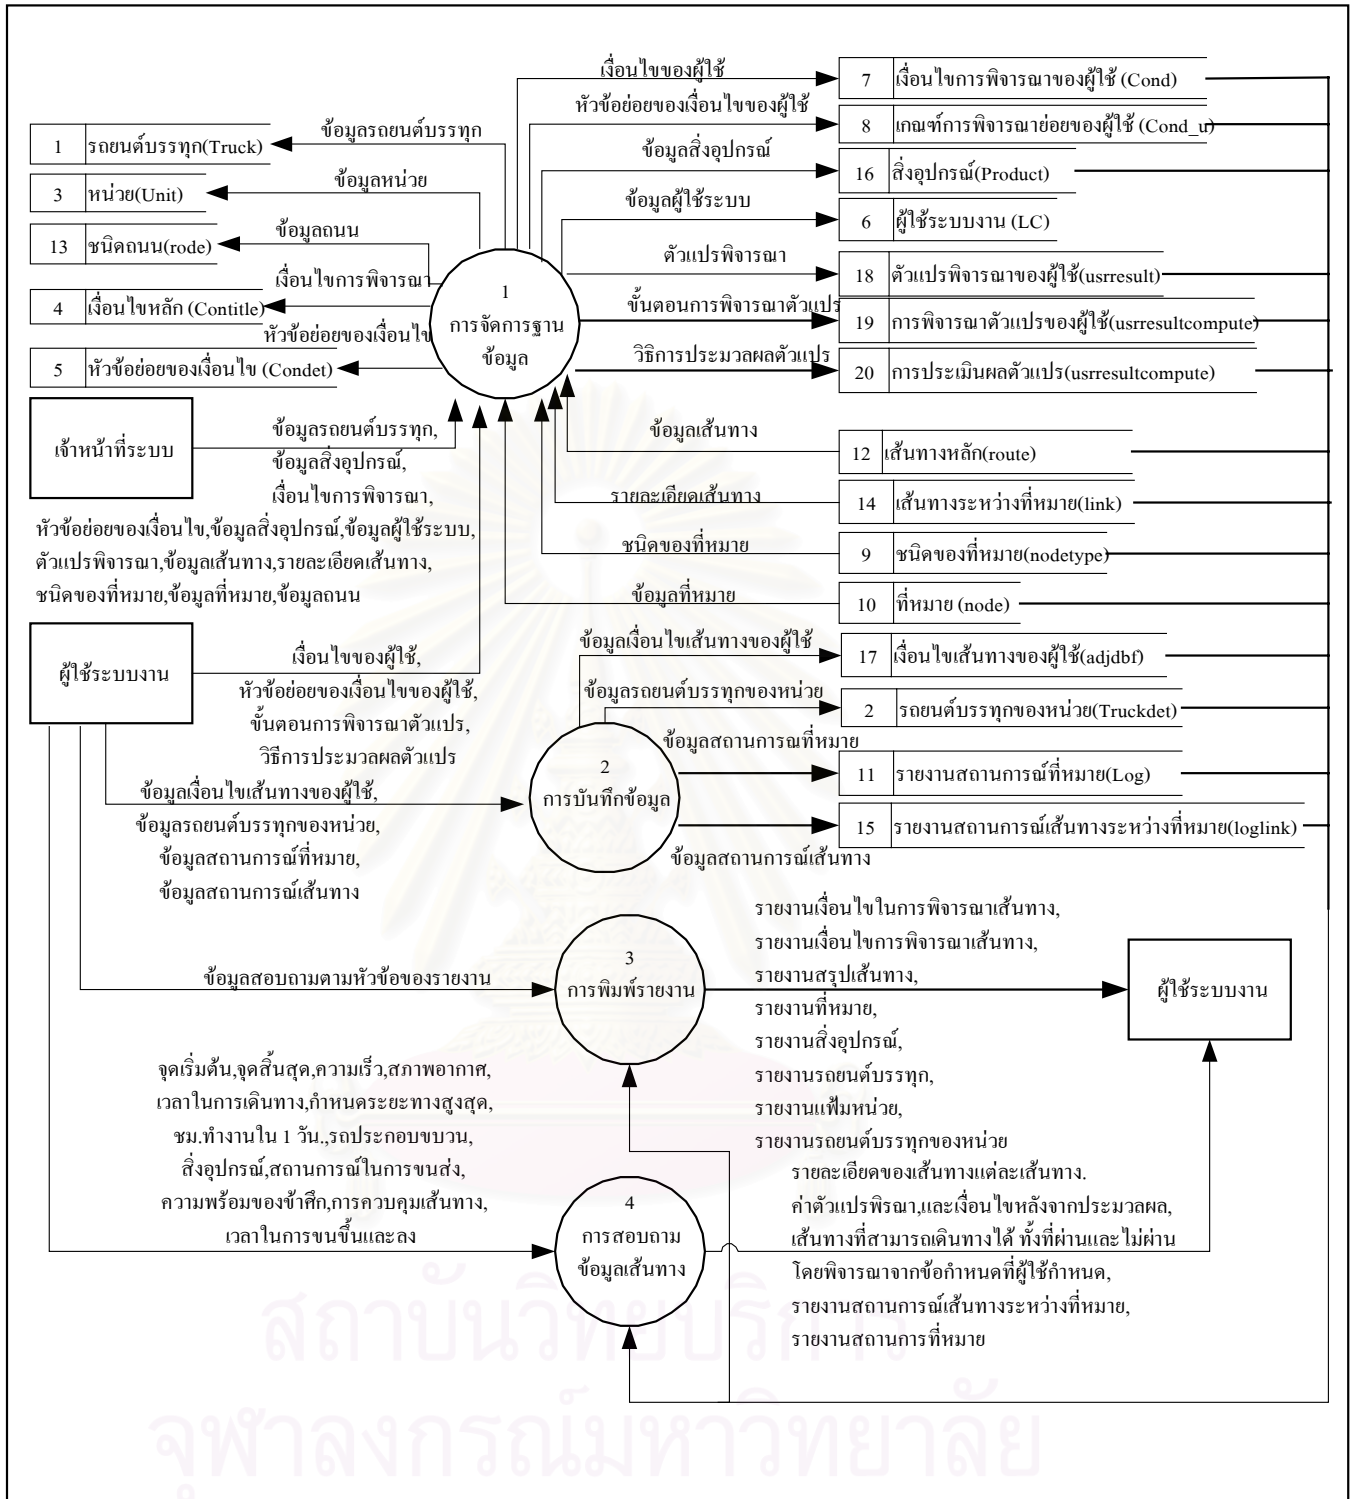 เงื่อนไขของผู้ใช้
7 เงื่อนไขการพิจารณาของผู้ใช้ (Cond)
หัวข้อย่อยของเงื่อนไขของผู้ใช้
8 เกณฑ์การพิจารณาย่อยของผู้ใช้ (Cond_u)
ข้อมูลรถยนต์บรรทุก
1 รถยนต์บรรทุก(Truck)
ข้อมูลสิ่งอุปกรณ์
16 สิ่งอุปกรณ์(Product)
ข้อมูลหน่วย
3 หน่วย(Unit)
ข้อมูลผู้ใช้ระบบ
6 ผู้ใช้ระบบงาน (LC)
ข้อมูลถนน
13 ชนิดถนน(rode)
ตัวแปรพิจารณา
18 ตัวแปรพิจารณาของผู้ใช้(usrresult)
เงื่อนไขการพิจารณา
4 เงื่อนไขหลัก (Contitle)
ขั้นตอนการพิจารณาตัวแปร
19 การพิจารณาตัวแปรของผู้ใช้(usrresultcompute)
หัวข้อย่อยของเงื่อนไข
5 หัวข้อย่อยของเงื่อนไข (Condet)
วิธิการประมวลผลตัวแปร
20 การประเมินผลตัวแปร(usrresultcompute)
1
การจัดการฐาน
ข้อมูล
เจ้าหน้าที่ระบบ
ข้อมูลรถยนต์บรรทุก,
ข้อมูลสิ่งอุปกรณ์,
เงื่อนไขการพิจารณา,
หัวข้อย่อยของเงื่อนไข,ข้อมูลสิ่งอุปกรณ์,ข้อมูลผู้ใช้ระบบ,
ตัวแปรพิจารณา,ข้อมูลเส้นทาง,รายละเอียดเส้นทาง,
ชนิดของที่หมาย,ข้อมูลที่หมาย,ข้อมูลถนน
ข้อมูลเส้นทาง
12 เส้นทางหลัก(route)
รายละเอียดเส้นทาง
14 เส้นทางระหว่างที่หมาย(link)
ชนิดของที่หมาย
9 ชนิดของที่หมาย(nodetype)
ข้อมูลที่หมาย
10 ที่หมาย (node)
ผู้ใช้ระบบงาน
เงื่อนไขของผู้ใช้,
หัวข้อย่อยของเงื่อนไขของผู้ใช้,
ขั้นตอนการพิจารณาตัวแปร,
วิธีการประมวลผลตัวแปร
ข้อมูลเงื่อนไขเส้นทางของผู้ใช้
17 เงื่อนไขเส้นทางของผู้ใช้(adjdbf)
ข้อมูลรถยนต์บรรทุกของหน่วย
2 รถยนต์บรรทุกของหน่วย(Truckdet)
ข้อมูลสถานการณที่หมาย
11 รายงานสถานการณ์ที่หมาย(Log)
15 รายงานสถานการณ์เส้นทางระหว่างที่หมาย(loglink)
ข้อมูลสถานการณ์เส้นทาง
2
การบันทึกข้อมูล
ข้อมูลเงื่อนไขเส้นทางของผู้ใช้,
ข้อมูลรถยนต์บรรทุกของหน่วย,
ข้อมูลสถานการณ์ที่หมาย,
ข้อมูลสถานการณ์เส้นทาง
ข้อมูลสอบถามตามหัวข้อของรายงาน
3
การพิมพ์รายงาน
รายงานเงื่อนไขในการพิจารณาเส้นทาง,
รายงานเงื่อนไขการพิจารณาเส้นทาง,
รายงานสรุปเส้นทาง,
รายงานที่หมาย,
รายงานสิ่งอุปกรณ์,
รายงานรถยนต์บรรทุก,
รายงานแฟ้มหน่วย,
รายงานรถยนต์บรรทุกของหน่วย
ผู้ใช้ระบบงาน
จุดเริ่มต้น,จุดสิ้นสุด,ความเร็ว,สภาพอากาศ,
เวลาในการเดินทาง,กำหนดระยะทางสูงสุด,
ชม.ทำงานใน 1 วัน.,รถประกอบขบวน,
สิ่งอุปกรณ์,สถานการณ์ในการขนส่ง,
ความพร้อมของข้าศึก,การควบคุมเส้นทาง,
เวลาในการขนขึ้นและลง
4
การสอบถาม
ข้อมูลเส้นทาง
รายละเอียดของเส้นทางแต่ละเส้นทาง.
ค่าตัวแปรพิรณา,และเงื่อนไขหลังจากประมวลผล,
เส้นทางที่สามารถเดินทางได้ ทั้งที่ผ่านและไม่ผ่าน
โดยพิจารณาจากข้อกำหนดที่ผู้ใช้กำหนด,
รายงานสถานการณ์เส้นทางระหว่างที่หมาย,
รายงานสถานการที่หมาย
สถาบันวิทยบริการ
จุฬาลงกรณ์มหาวิทยาลัย